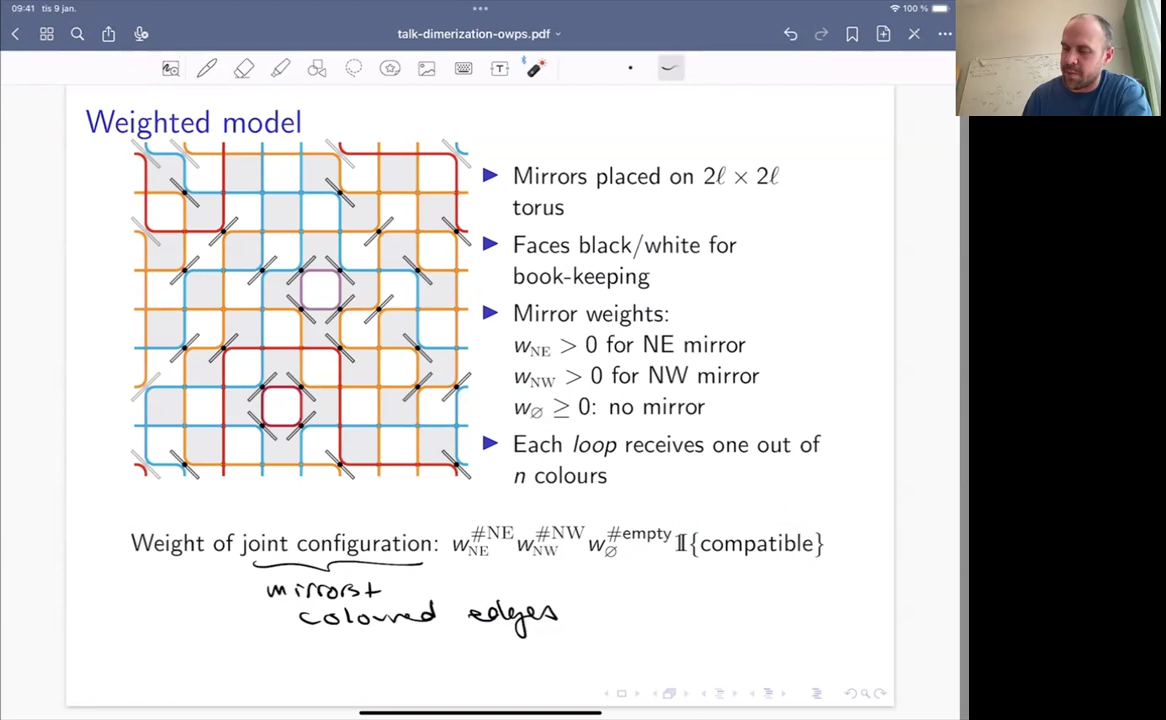 09:41 tis 9 jan.
100 %
talk-dimerization-owps.pdf
Weighted model
▶ Mirrors placed on 2ℓ × 2ℓ
torus
▶ Faces black/white for
book-keeping
▶ Mirror weights:
w_NE > 0 for NE mirror
w_NW > 0 for NW mirror
w_∅ ≥ 0: no mirror
▶ Each loop receives one out of
n colours
Weight of joint configuration: w_NE^#NE w_NW^#NW w_∅^#empty 𝟙{compatible}
mirrors+
coloured edges